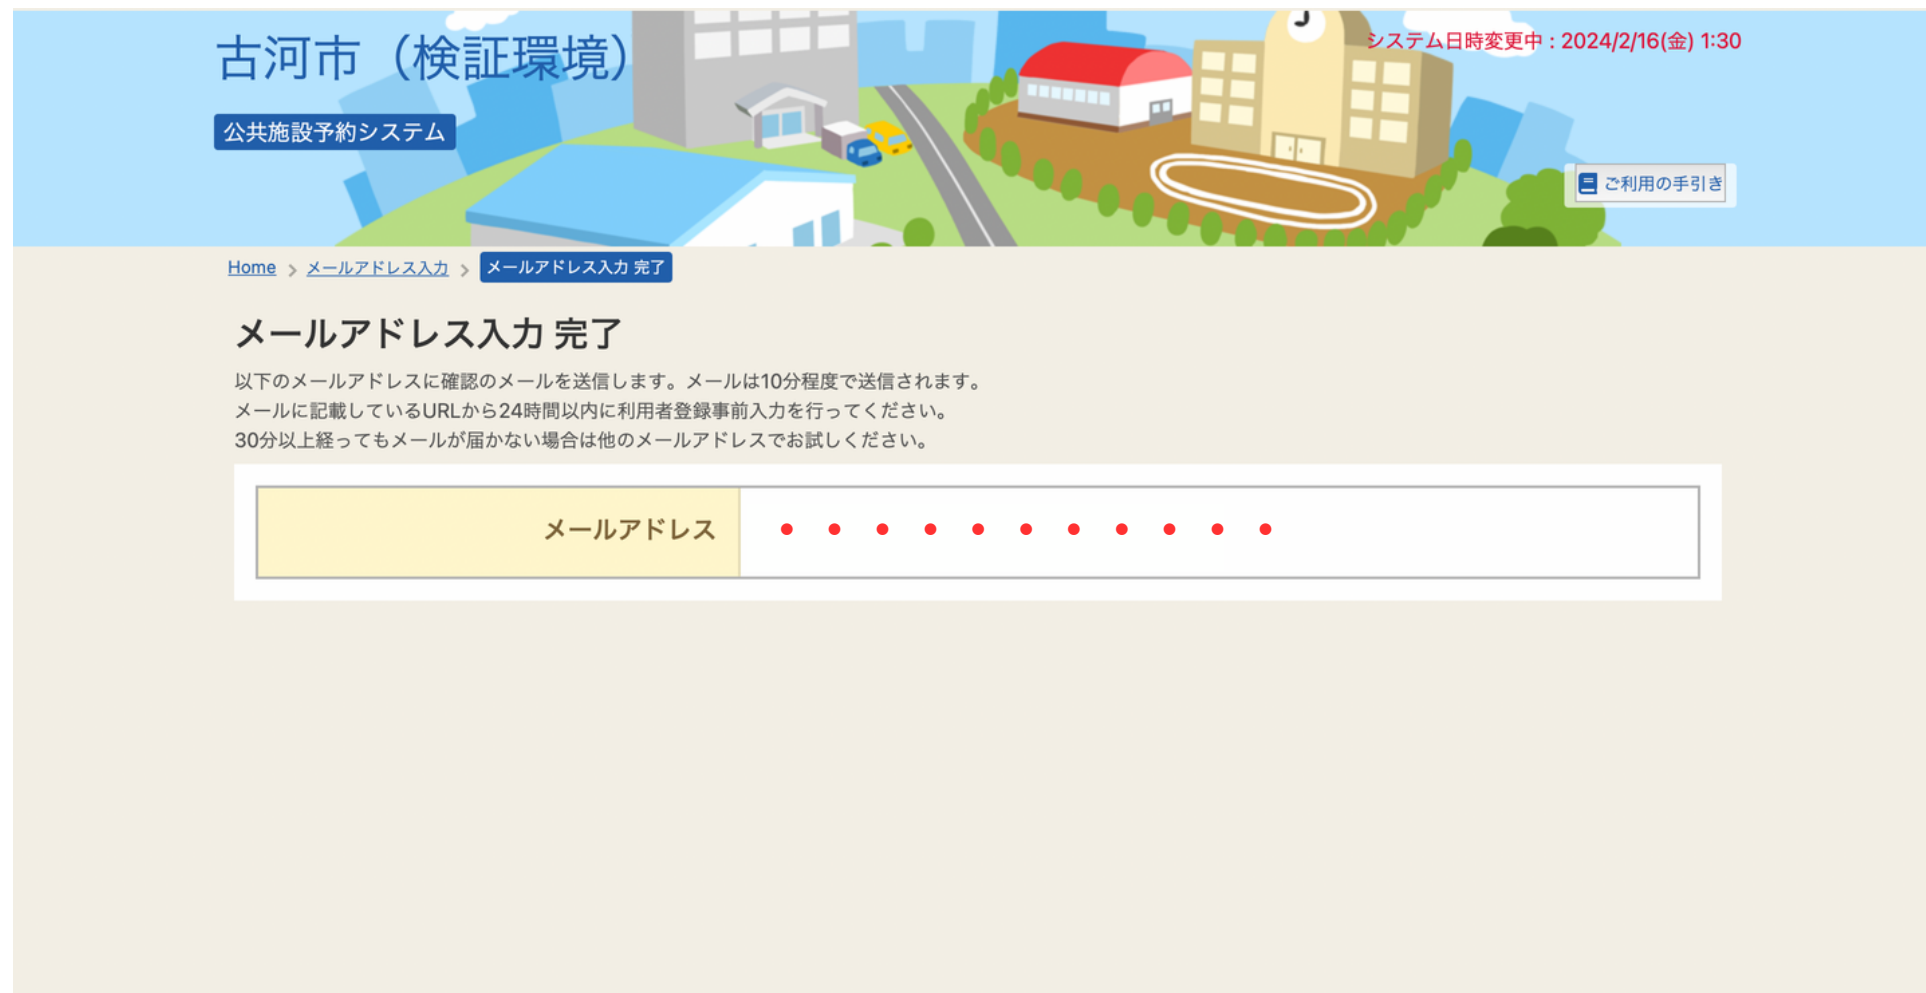 古河市（検証環境）
システム日時変更中 : 2024/2/16(金) 1:30
公共施設予約システム
ご利用の手引き
Home > メールアドレス入力 > メールアドレス入力 完了
メールアドレス入力 完了
以下のメールアドレスに確認のメールを送信します。メールは10分程度で送信されます。
メールに記載しているURLから24時間以内に利用者登録事前入力を行ってください。
30分以上経ってもメールが届かない場合は他のメールアドレスでお試しください。
メールアドレス ・・・・・・・・・・・